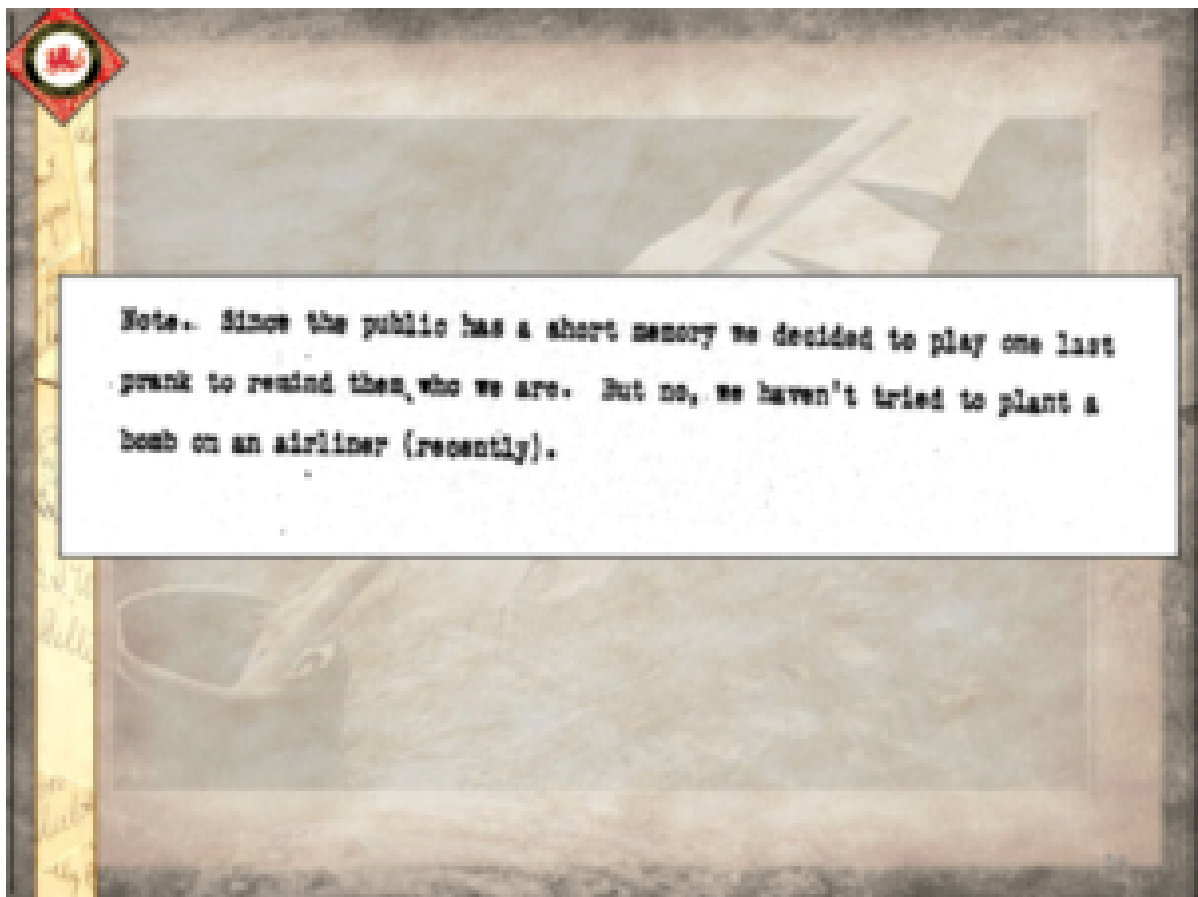 Note. Since the public has a short memory we decided to play one last
prank to remind them who we are. But no, we haven't tried to plant a
bomb on an airliner (recently).